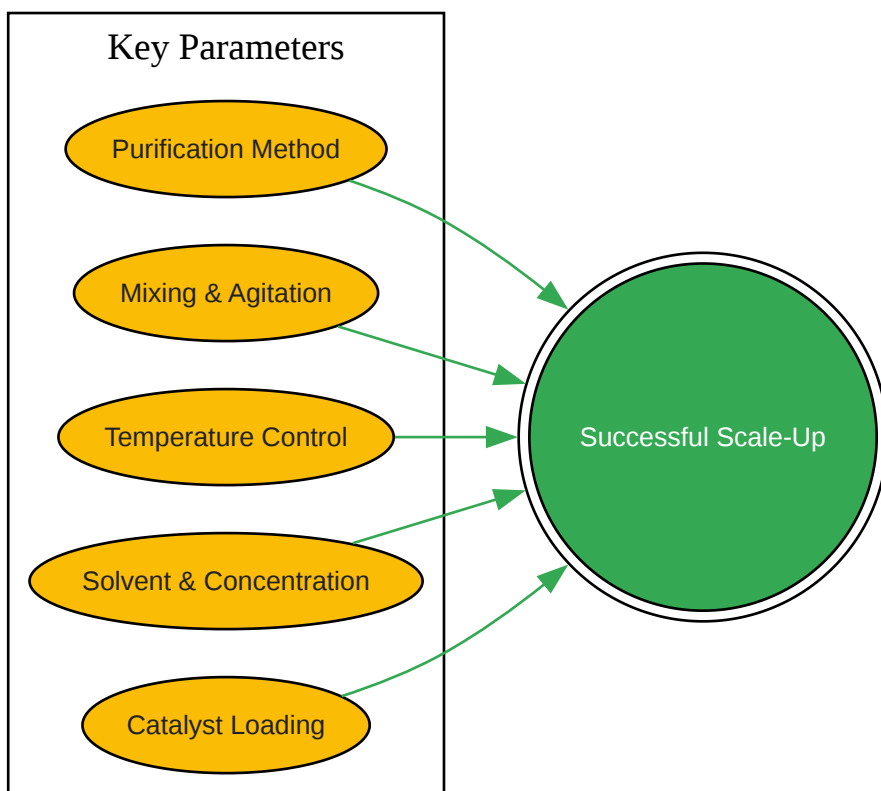 Key Parameters
Purification Method
Mixing & Agitation
Temperature Control
Successful Scale-Up
Solvent & Concentration
Catalyst Loading